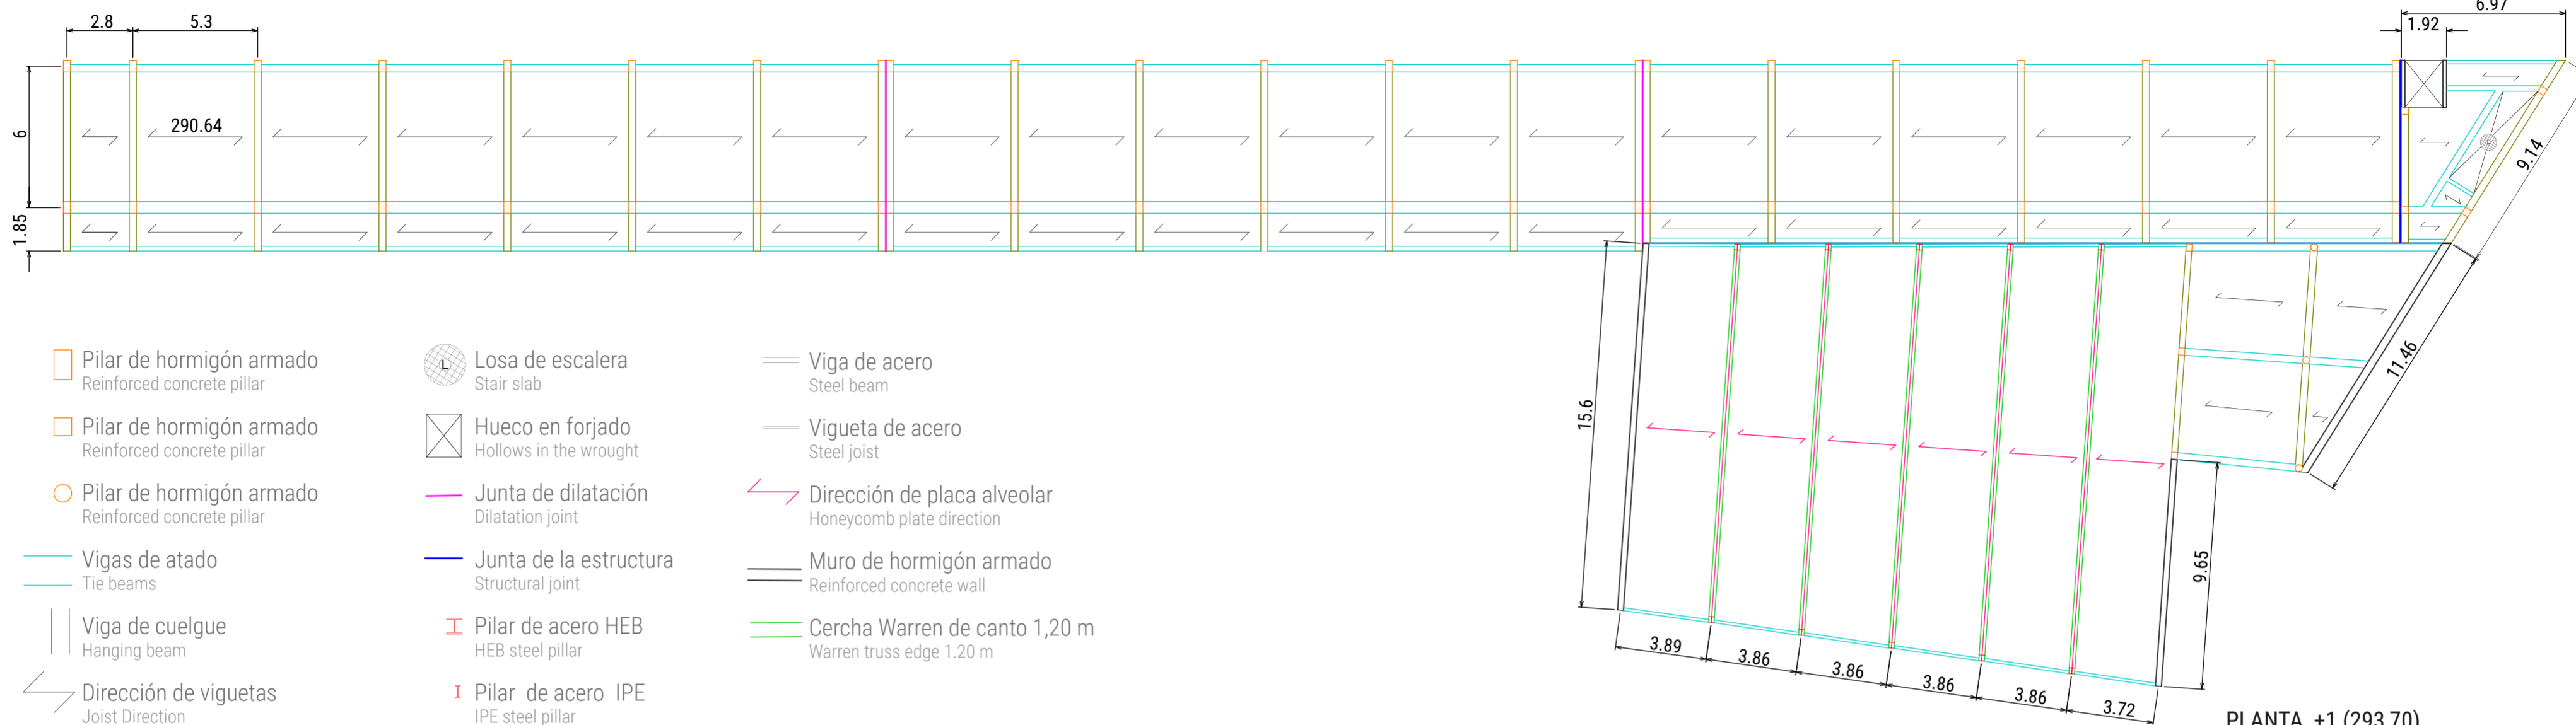 2.8
5.3
6.97
1.92
6
290.64
1.85
9.14
15.6
11.46
9.65
3.89
3.86
3.86
3.86
3.86
3.72
Pilar de hormigón armado
Reinforced concrete pillar
Pilar de hormigón armado
Reinforced concrete pillar
Pilar de hormigón armado
Reinforced concrete pillar
Vigas de atado
Tie beams
Viga de cuelgue
Hanging beam
Dirección de viguetas
Joist Direction
L
Losa de escalera
Stair slab
Hueco en forjado
Hollows in the wrought
Junta de dilatación
Dilatation joint
Junta de la estructura
Structural joint
Pilar de acero HEB
HEB steel pillar
Pilar de acero IPE
IPE steel pillar
Viga de acero
Steel beam
Vigueta de acero
Steel joist
Dirección de placa alveolar
Honeycomb plate direction
Muro de hormigón armado
Reinforced concrete wall
Cercha Warren de canto 1,20 m
Warren truss edge 1.20 m
PLANTA +1 (293.70)